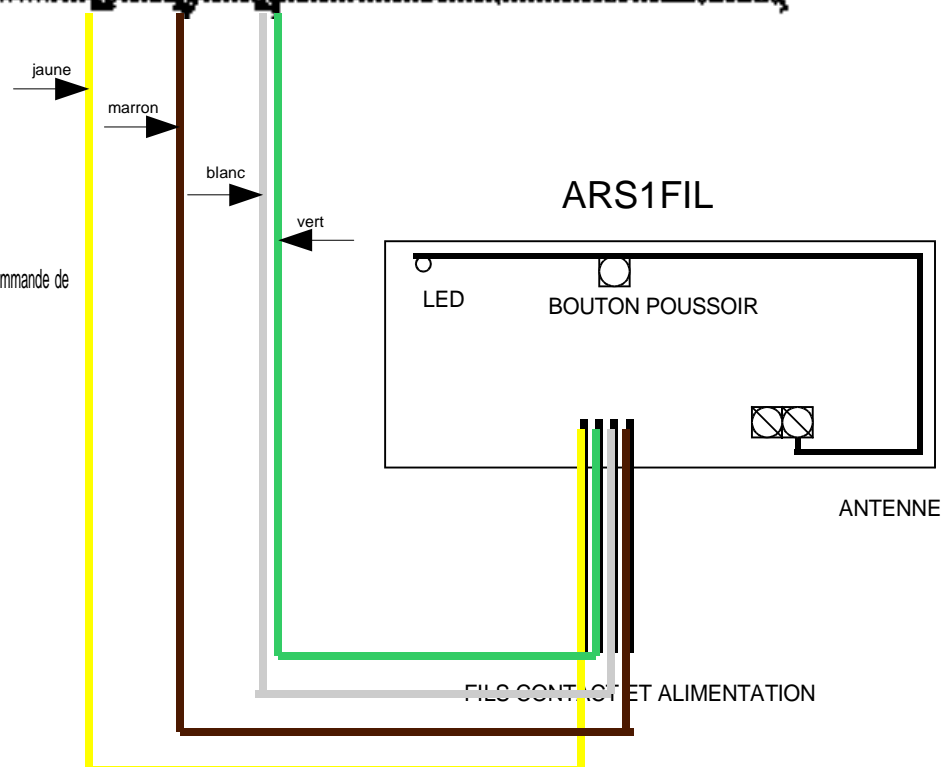 jaune
marron
blanc
vert
ARS1FIL
mmande de
LED
BOUTON POUSSOIR
ANTENNE
FILS CONTACT ET ALIMENTATION